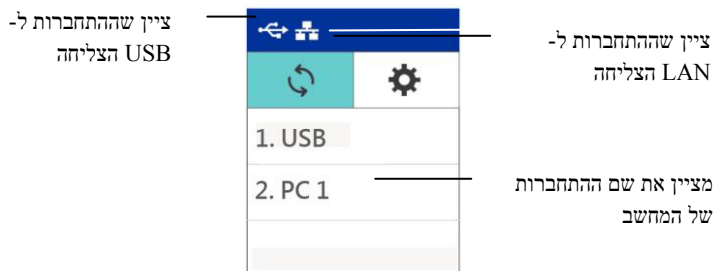 ציין שההתחברות ל-
USB הצליחה
ציין שההתחברות ל-
LAN הצליחה
1. USB
2. PC 1
מציין את שם ההתחברות
של המחשב